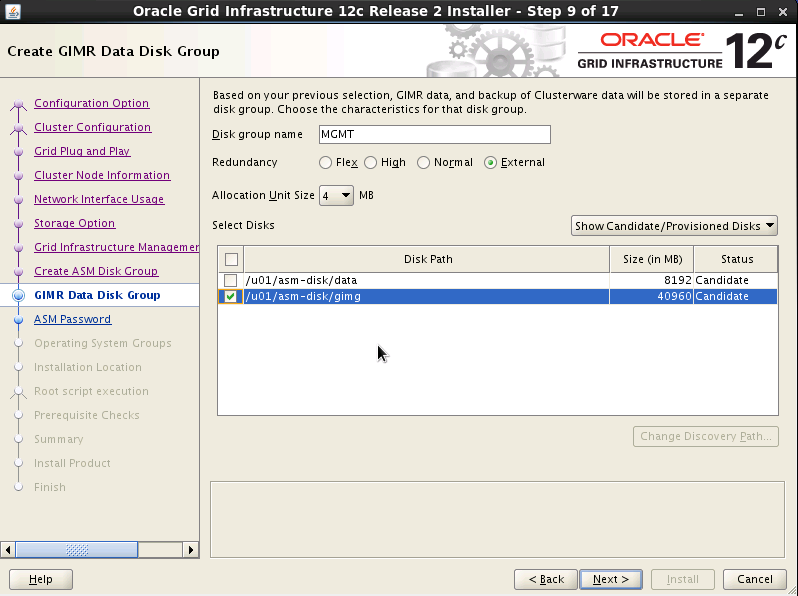 Oracle Grid Infrastructure 12c Release 2 Installer - Step 9 of 17
Create GIMR Data Disk Group
ORACLE®
GRID INFRASTRUCTURE
12c
Configuration Option
Cluster Configuration
Grid Plug and Play
Cluster Node Information
Network Interface Usage
Storage Option
Grid Infrastructure Managemer
Create ASM Disk Group
GIMR Data Disk Group
ASM Password
Operating System Groups
Installation Location
Root script execution
Prerequisite Checks
Summary
Install Product
Finish
Based on your previous selection, GIMR data, and backup of Clusterware data will be stored in a separate
disk group. Choose the characteristics for that disk group.
Disk group name MGMT
Redundancy Flex High Normal External
Allocation Unit Size 4 MB
Select Disks Show Candidate/Provisioned Disks
Disk Path Size (in MB) Status
/u01/asm-disk/data 8192 Candidate
/u01/asm-disk/gimg 40960 Candidate
Change Discovery Path...
Help < Back Next > Install Cancel